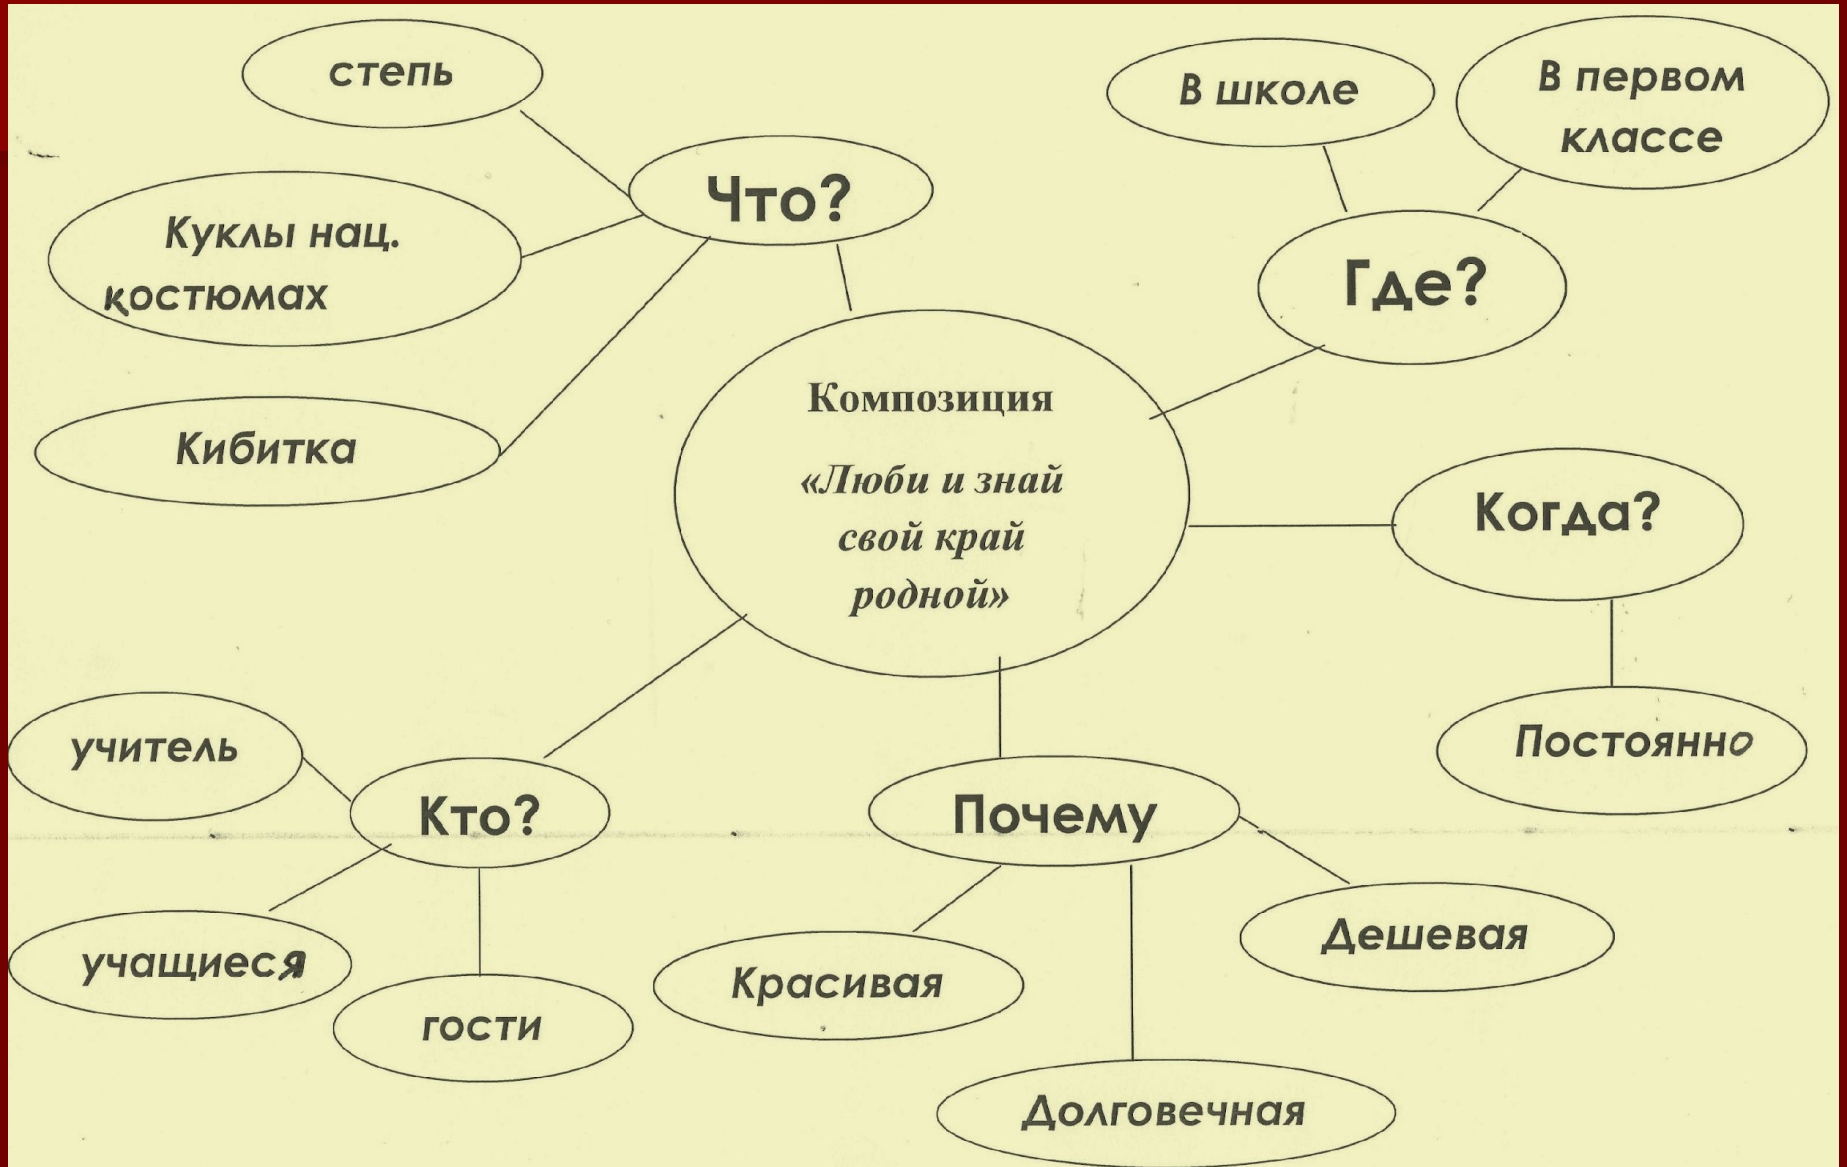 степь
В школе
В первом
классе
Что?
Куклы нац.
костюмах
Где?
Композиция
Кибитка
«Люби и знай
свой край
родной»
Когда?
учитель
Постоянно
Кто?
Почему
Дешевая
учащиеся
Красивая
гости
Долговечная